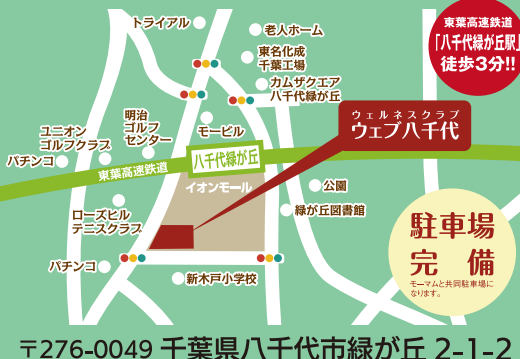 トライアル
老人ホーム
東葉高速鉄道
「八千代緑が丘駅」
徒歩3分!!
東名化成
千葉工場
カムザクエア
八千代緑が丘
ウェルネスクラブ
ウェブ八千代
明治
ゴルフ
センター
モービル
ユニオン
ゴルフクラブ
パチンコ
八千代緑が丘
東葉高速鉄道
イオンモール
公園
緑が丘図書館
ローズヒル
テニスクラブ
駐車場
完備
モーマムと共同駐車場に
なります。
パチンコ
新木戸小学校
〒276-0049 千葉県八千代市緑が丘 2-1-2